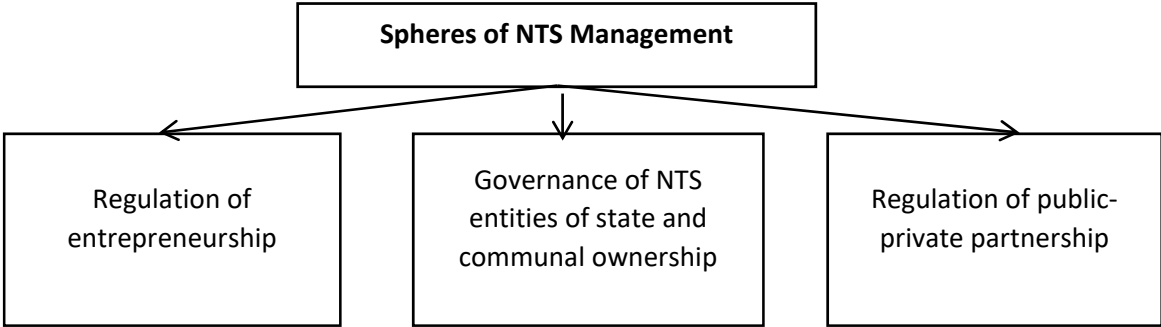 Spheres of NTS Management
Regulation of
entrepreneurship
Governance of NTS
entities of state and
communal ownership
Regulation of public-
private partnership